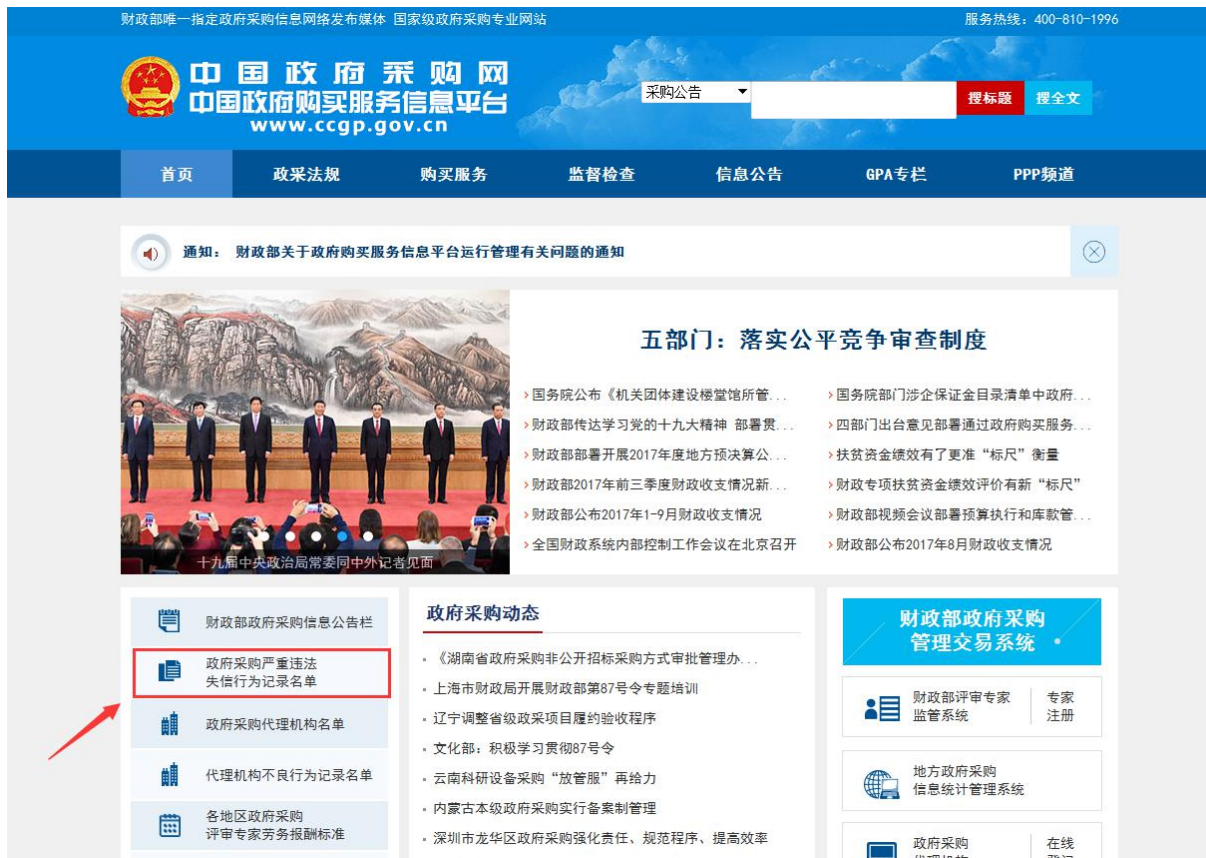 财政部唯一指定政府采购信息网络发布媒体 国家级政府采购专业网站
服务热线：400-810-1996
中国政府采购网
中国政府购买服务信息平台
www.ccgp.gov.cn
采购公告
搜标题
搜全文
首页
政采法规
购买服务
监督检查
信息公告
GPA专栏
PPP频道
通知： 财政部关于政府购买服务信息平台运行管理有关问题的通知
十九届中央政治局常委同中外记者见面
五部门：落实公平竞争审查制度
国务院公布《机关团体建设楼堂馆所管...
财政部传达学习党的十九大精神 部署贯...
财政部部署开展2017年度地方预决算公...
财政部2017年前三季度财政收支情况新...
财政部公布2017年1-9月财政收支情况
全国财政系统内部控制工作会议在北京召开
国务院部门涉企保证金目录清单中政府...
四部门出台意见部署通过政府购买服务...
扶贫资金绩效有了更准“标尺”衡量
财政专项扶贫资金绩效评价有新“标尺”
财政部视频会议部署预算执行和库款管...
财政部公布2017年8月财政收支情况
财政部政府采购信息公告栏
政府采购严重违法
失信行为记录名单
政府采购代理机构名单
代理机构不良行为记录名单
各地区政府采购
评审专家劳务报酬标准
政府采购动态
《湖南省政府采购非公开招标采购方式审批管理办...
上海市财政局开展财政部第87号令专题培训
辽宁调整省级政采项目履约验收程序
文化部：积极学习贯彻87号令
云南科研设备采购“放管服”再给力
内蒙古本级政府采购实行备案制管理
深圳市龙华区政府采购强化责任、规范程序、提高效率
财政部政府采购
管理交易系统
财政部评审专家
监管系统
专家
注册
地方政府采购
信息统计管理系统
政府采购
在线